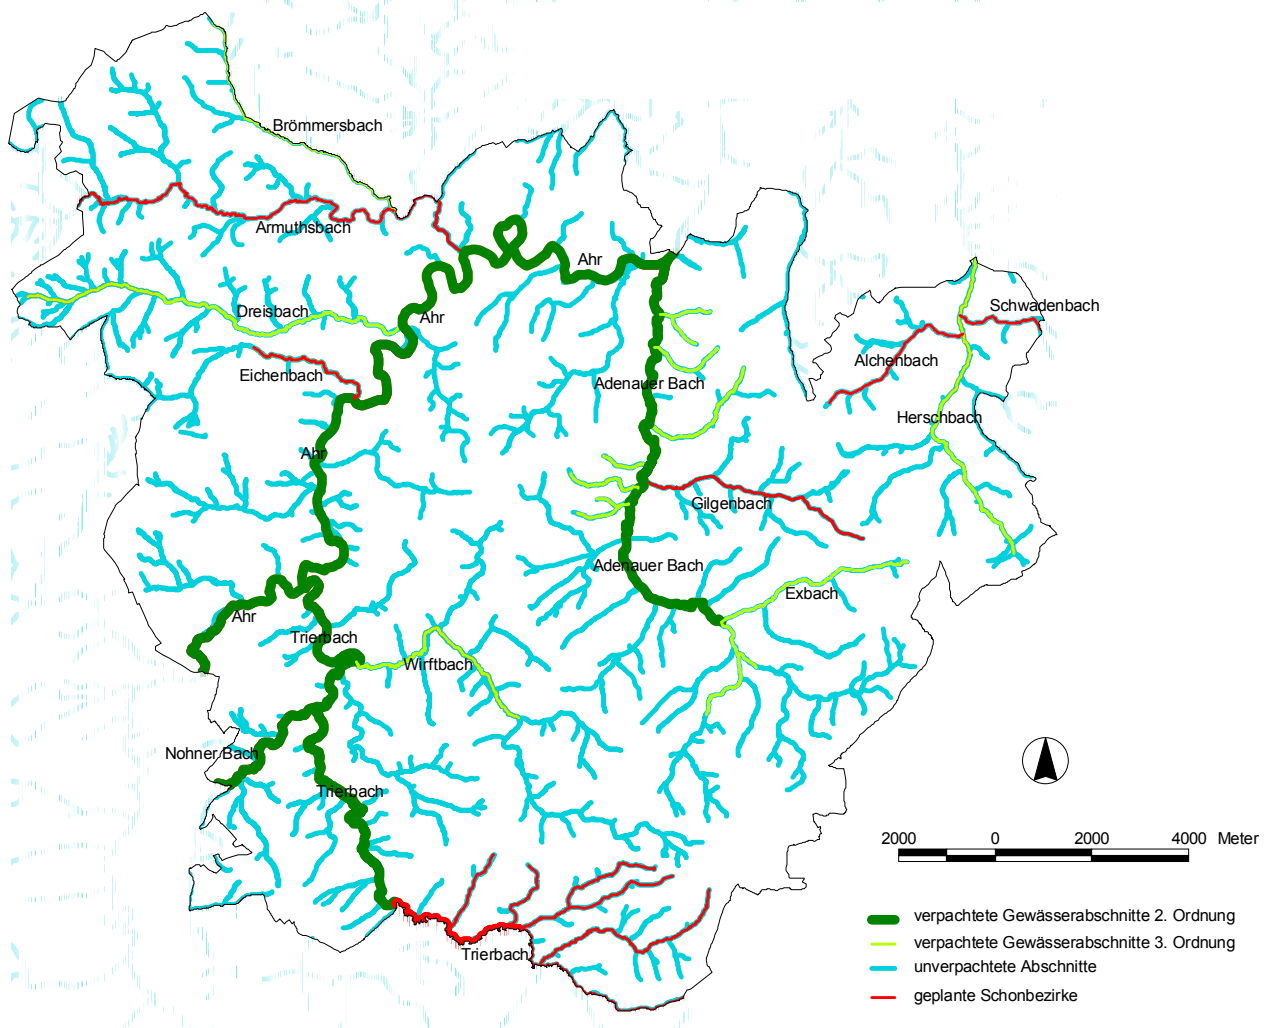 Brömmersbach
Armuthsbach
Ahr
Dreisbach
Ahr
Schwadenbach
Alchenbach
Eichenbach
Adenauer Bach
Herschbach
Ahr
Gilgenbach
Adenauer Bach
Exbach
Ahr
Trierbach
Wirftbach
Nohner Bach
Trierbach
Trierbach
2000 0 2000 4000 Meter
verpachtete Gewässerabschnitte 2. Ordnung
verpachtete Gewässerabschnitte 3. Ordnung
unverpachtete Abschnitte
geplante Schonbezirke